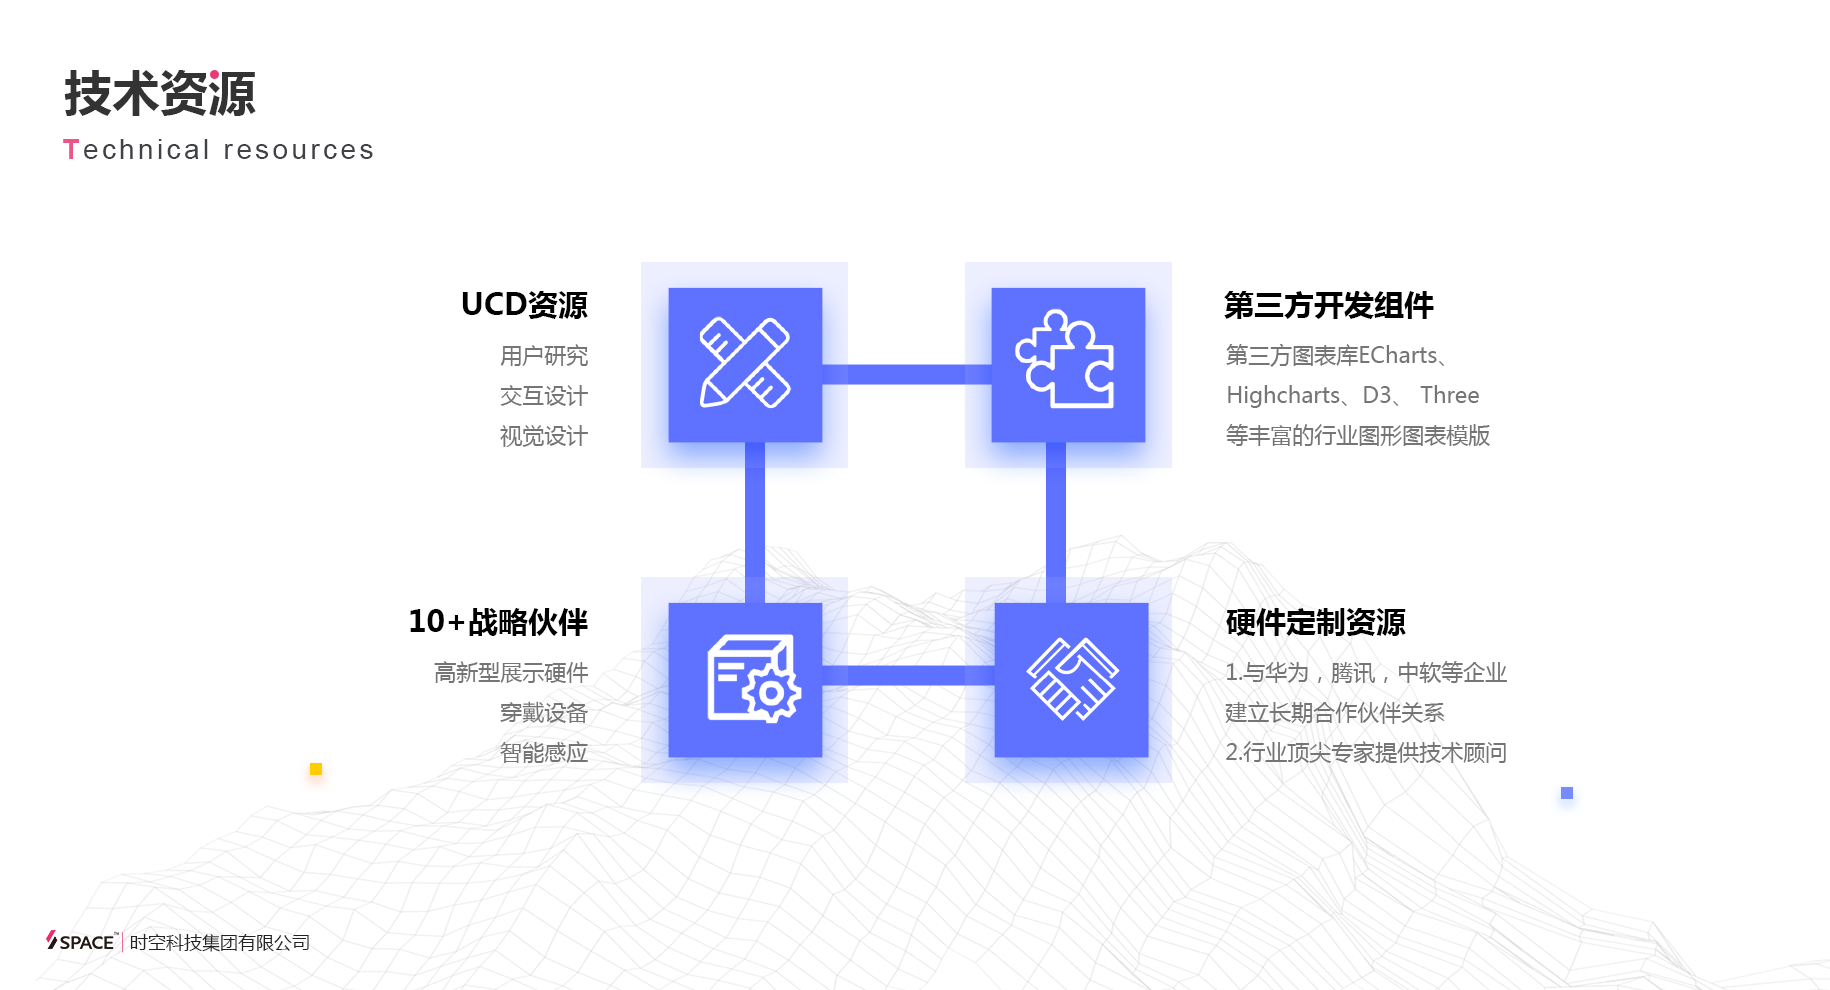 技术资源
Technical resources
UCD资源
用户研究
交互设计
视觉设计
第三方开发组件
第三方图表库ECharts、
Highcharts、D3、 Three
等丰富的行业图形图表模版
10+战略伙伴
高新型展示硬件
穿戴设备
智能感应
硬件定制资源
1.与华为，腾讯，中软等企业
建立长期合作伙伴关系
2.行业顶尖专家提供技术顾问
SPACE™ 时空科技集团有限公司